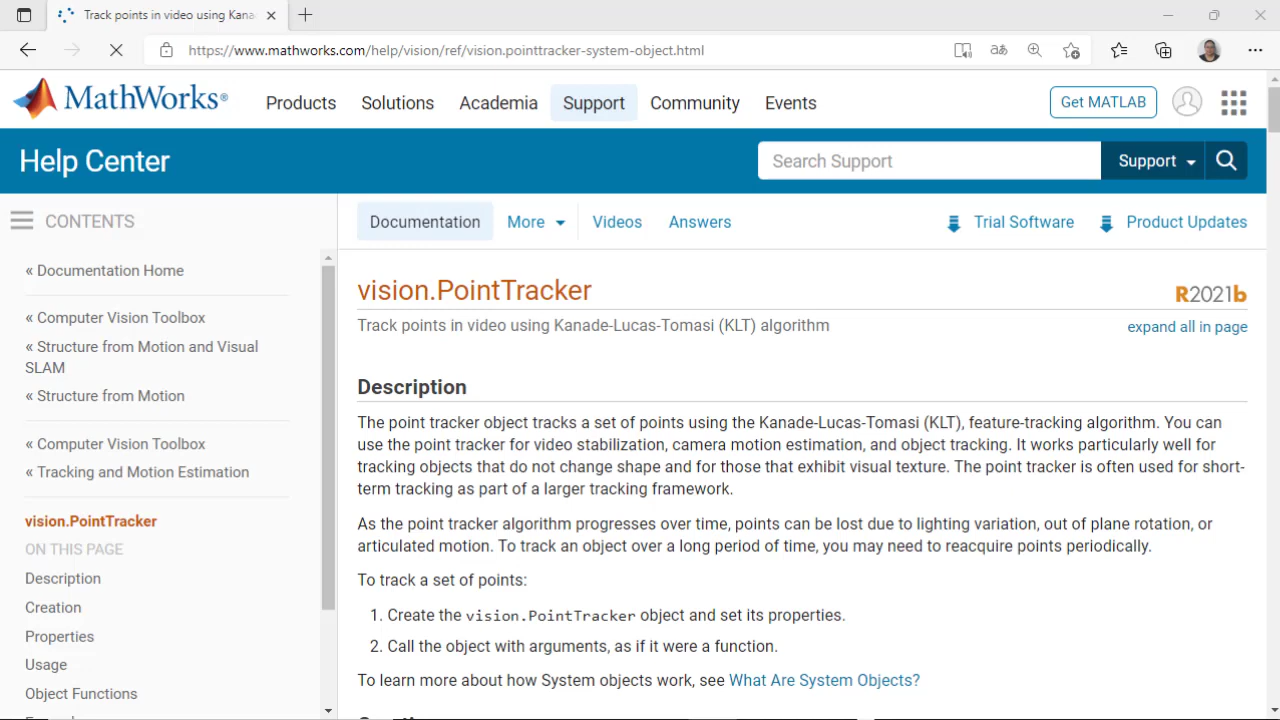 Track points in video using Kana
https://www.mathworks.com/help/vision/ref/vision.pointtracker-system-object.html
MathWorks®
Products
Solutions
Academia
Support
Community
Events
Get MATLAB
Help Center
Search Support
Support
CONTENTS
Documentation
More
Videos
Answers
Trial Software
Product Updates
« Documentation Home
« Computer Vision Toolbox
« Structure from Motion and Visual
SLAM
« Structure from Motion
« Computer Vision Toolbox
« Tracking and Motion Estimation
vision.PointTracker
ON THIS PAGE
Description
Creation
Properties
Usage
Object Functions
vision.PointTracker
R2021b
Track points in video using Kanade-Lucas-Tomasi (KLT) algorithm
expand all in page
Description
The point tracker object tracks a set of points using the Kanade-Lucas-Tomasi (KLT), feature-tracking algorithm. You can
use the point tracker for video stabilization, camera motion estimation, and object tracking. It works particularly well for
tracking objects that do not change shape and for those that exhibit visual texture. The point tracker is often used for short-
term tracking as part of a larger tracking framework.
As the point tracker algorithm progresses over time, points can be lost due to lighting variation, out of plane rotation, or
articulated motion. To track an object over a long period of time, you may need to reacquire points periodically.
To track a set of points:
1. Create the vision.PointTracker object and set its properties.
2. Call the object with arguments, as if it were a function.
To learn more about how System objects work, see What Are System Objects?